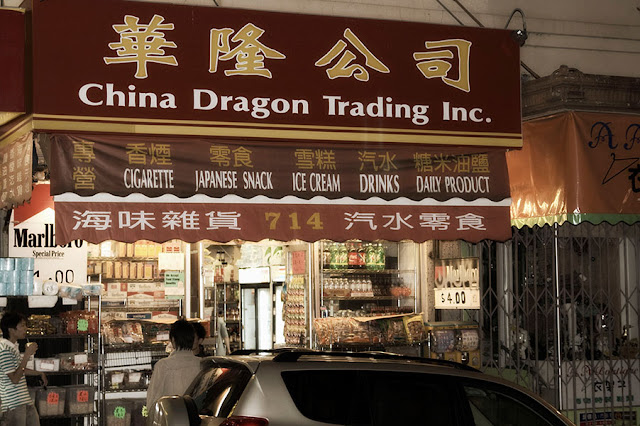 華隆公司
China Dragon Trading Inc.
專營 香煙 零食 雪糕 汽水 糖米油鹽
CIGARETTE JAPANESE SNACK ICE CREAM DRINKS DAILY PRODUCT
海味雜貨 714 汽水零食
Marlboro
Special Price
$4.00